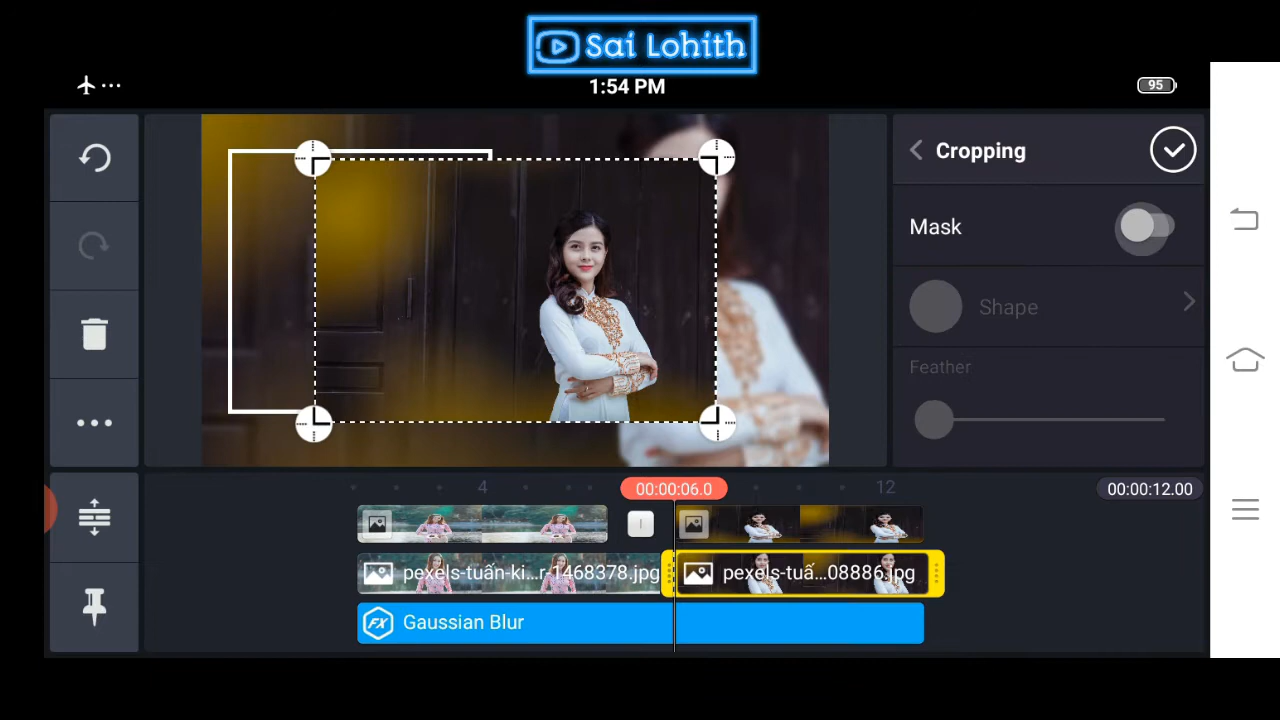 Sai Lohith
1:54 PM
95
Cropping
Mask
Shape
Feather
4
00:00:06.0
12
00:00:12.00
pexels-tuấn-ki...r-1468378.jpg
pexels-tuấ...08886.jpg
FX Gaussian Blur